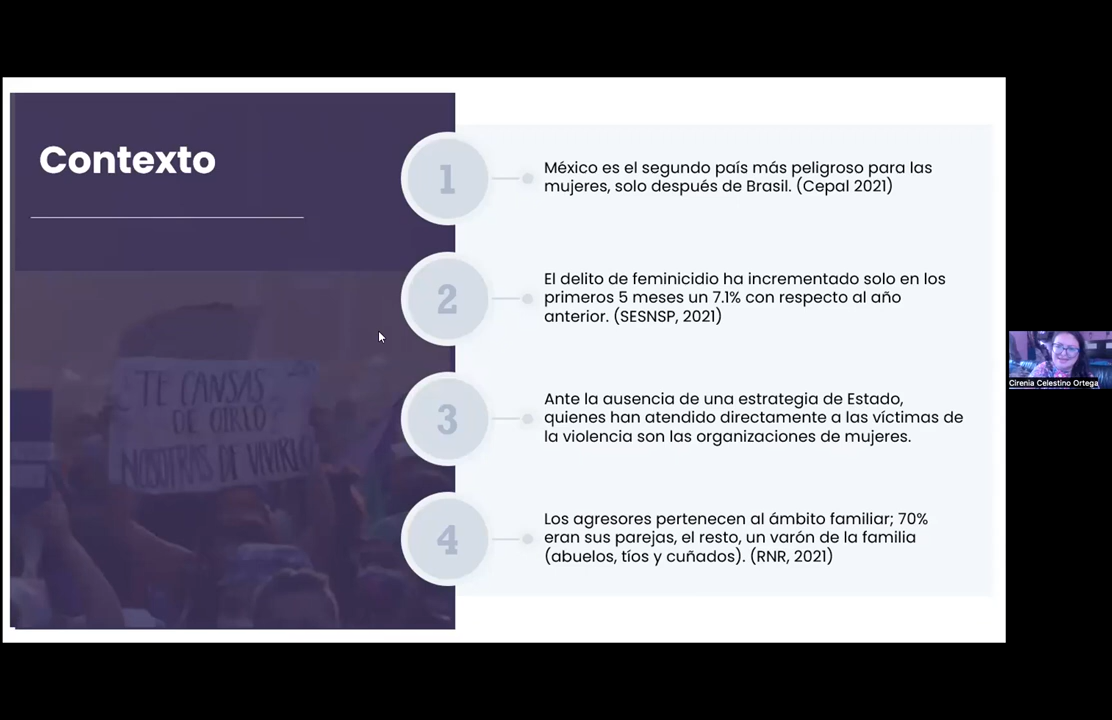 Contexto
1
México es el segundo país más peligroso para las
mujeres, solo después de Brasil. (Cepal 2021)
2
El delito de feminicidio ha incrementado solo en los
primeros 5 meses un 7.1% con respecto al año
anterior. (SESNSP, 2021)
3
Ante la ausencia de una estrategia de Estado,
quienes han atendido directamente a las víctimas de
la violencia son las organizaciones de mujeres.
4
Los agresores pertenecen al ámbito familiar; 70%
eran sus parejas, el resto, un varón de la familia
(abuelos, tíos y cuñados). (RNR, 2021)
TE CANSAS
DE OIRLO
NOSOTRAS DE VIVIRLO
Cirenia Celestino Ortega